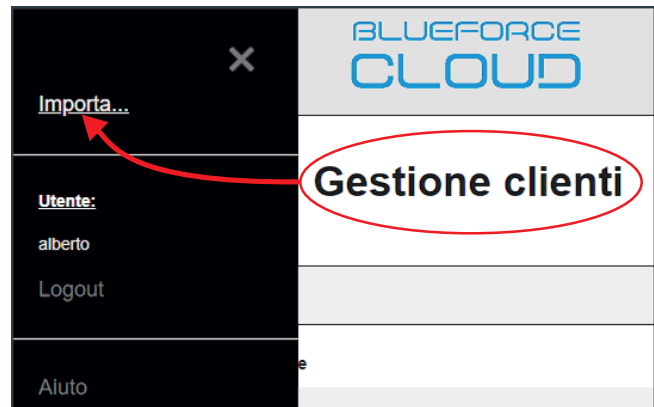 BLUEFORCE
CLOUD
Importa...
Gestione clienti
Utente:
alberto
Logout
e
Aiuto